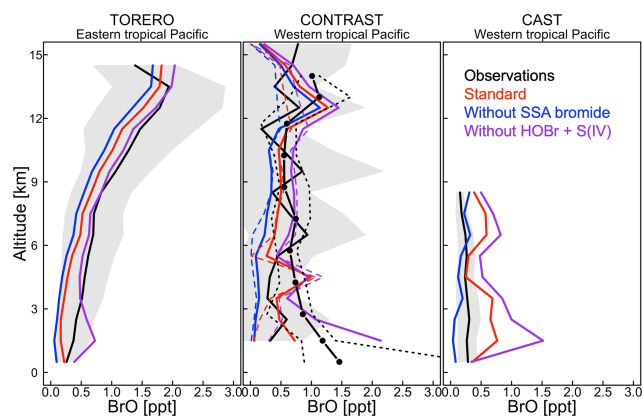 TORERO
Eastern tropical Pacific
CONTRAST
Western tropical Pacific
CAST
Western tropical Pacific
Altitude [km]
15
12
9
6
3
0
Observations
Standard
Without SSA bromide
Without HOBr + S(IV)
0.0 0.5 1.0 1.5 2.0 2.5 3.0
0.0 0.5 1.0 1.5 2.0 2.5 3.0
0.0 0.5 1.0 1.5 2.0 2.5 3.0
BrO [ppt]
BrO [ppt]
BrO [ppt]